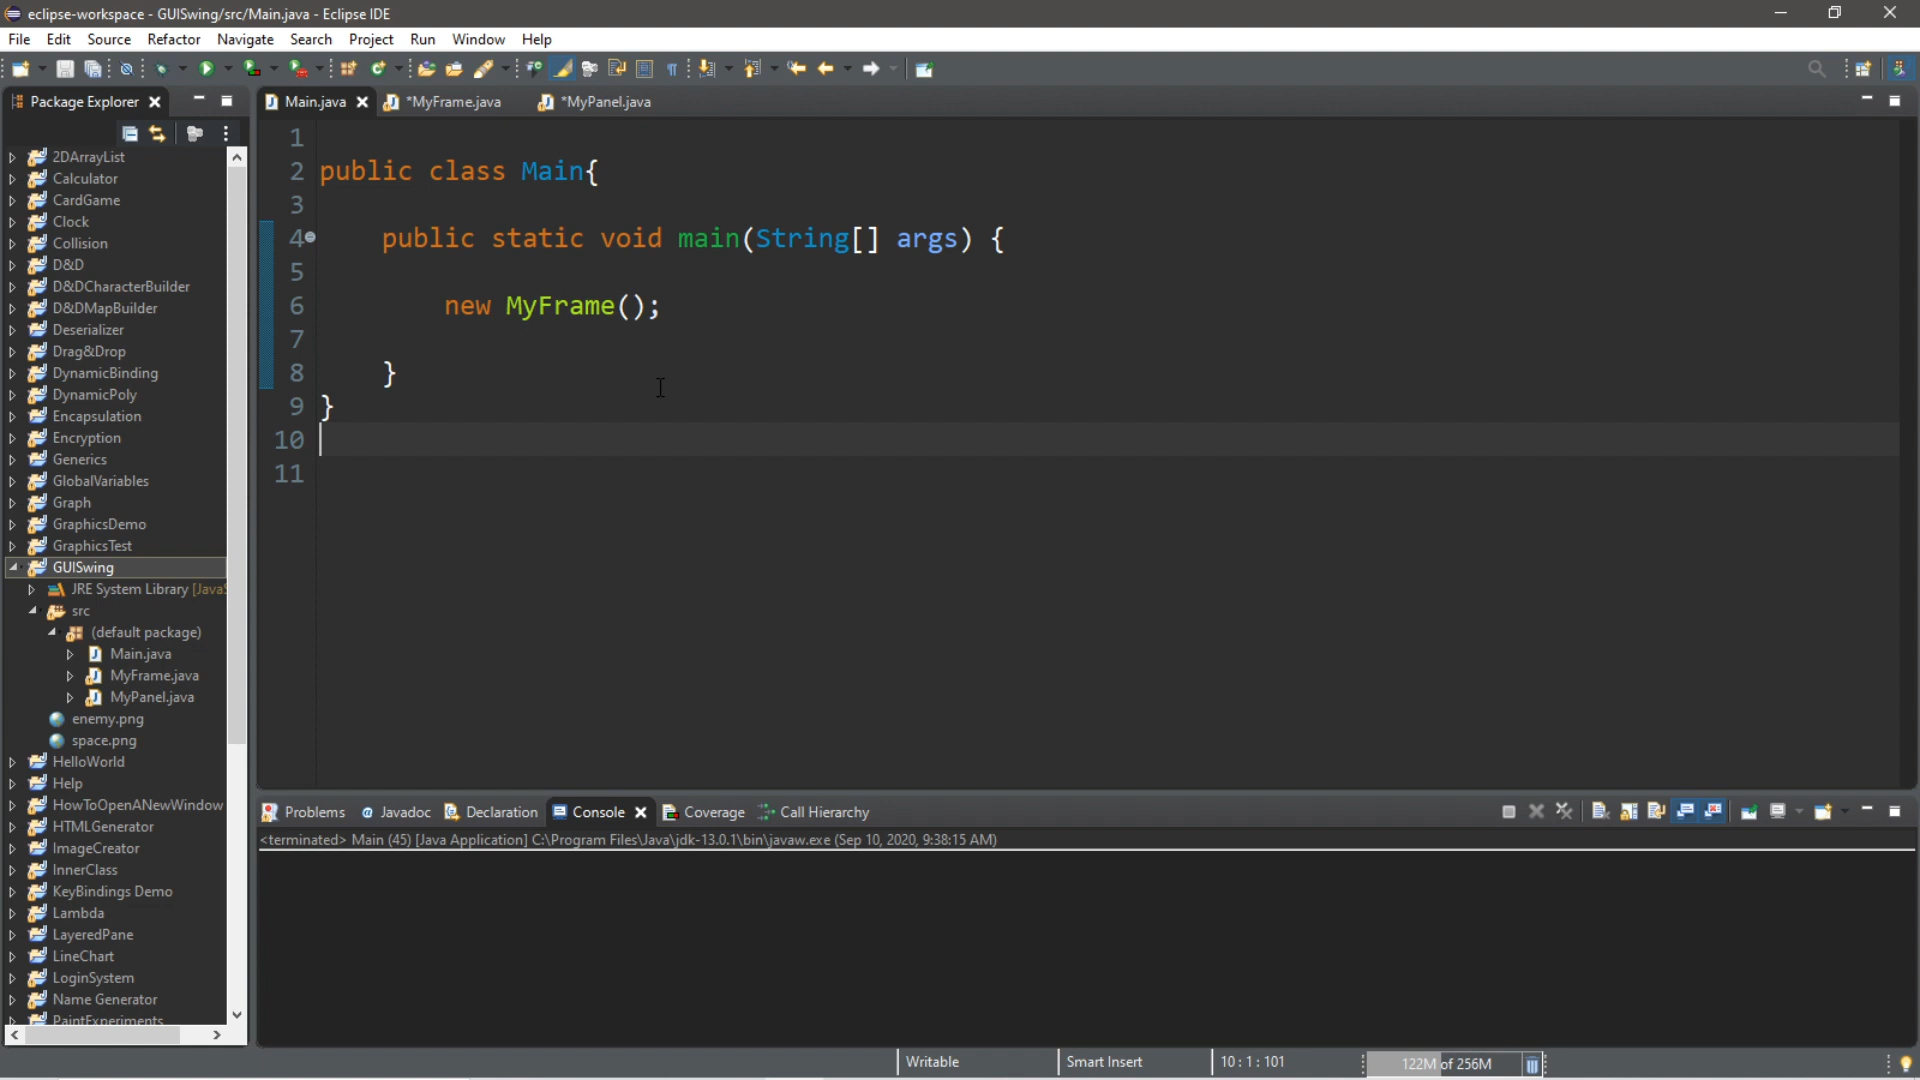 eclipse-workspace - GUISwing/src/Main.java - Eclipse IDE
File Edit Source Refactor Navigate Search Project Run Window Help
Package Explorer
Main.java *MyFrame.java *MyPanel.java
2DArrayList
Calculator
CardGame
Clock
Collision
D&D
D&DCharacterBuilder
D&DMapBuilder
Deserializer
Drag&Drop
DynamicBinding
DynamicPoly
Encapsulation
Encryption
Generics
GlobalVariables
Graph
GraphicsDemo
GraphicsTest
GUISwing
JRE System Library [JavaS
src
(default package)
Main.java
MyFrame.java
MyPanel.java
enemy.png
space.png
HelloWorld
Help
HowToOpenANewWindow
HTMLGenerator
ImageCreator
InnerClass
KeyBindings Demo
Lambda
LayeredPane
LineChart
LoginSystem
Name Generator
PaintExperiments
1
2 public class Main{
3
4 public static void main(String[] args) {
5
6 new MyFrame();
7
8 }
9 }
10
11
Problems Javadoc Declaration Console Coverage Call Hierarchy
<terminated> Main (45) [Java Application] C:\Program Files\Java\jdk-13.0.1\bin\javaw.exe (Sep 10, 2020, 9:38:15 AM)
Writable Smart Insert 10 : 1 : 101 122M of 256M